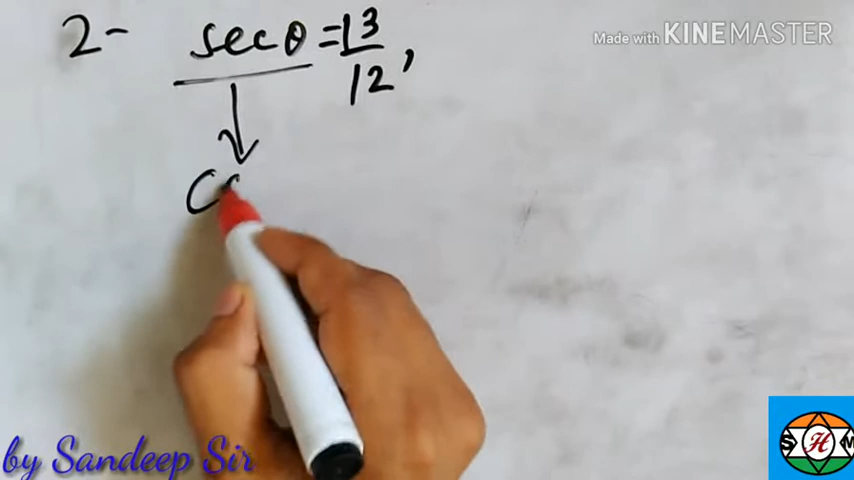 2- secθ = 13/12,
Made with KINEMASTER
by Sandeep Sir
S H M